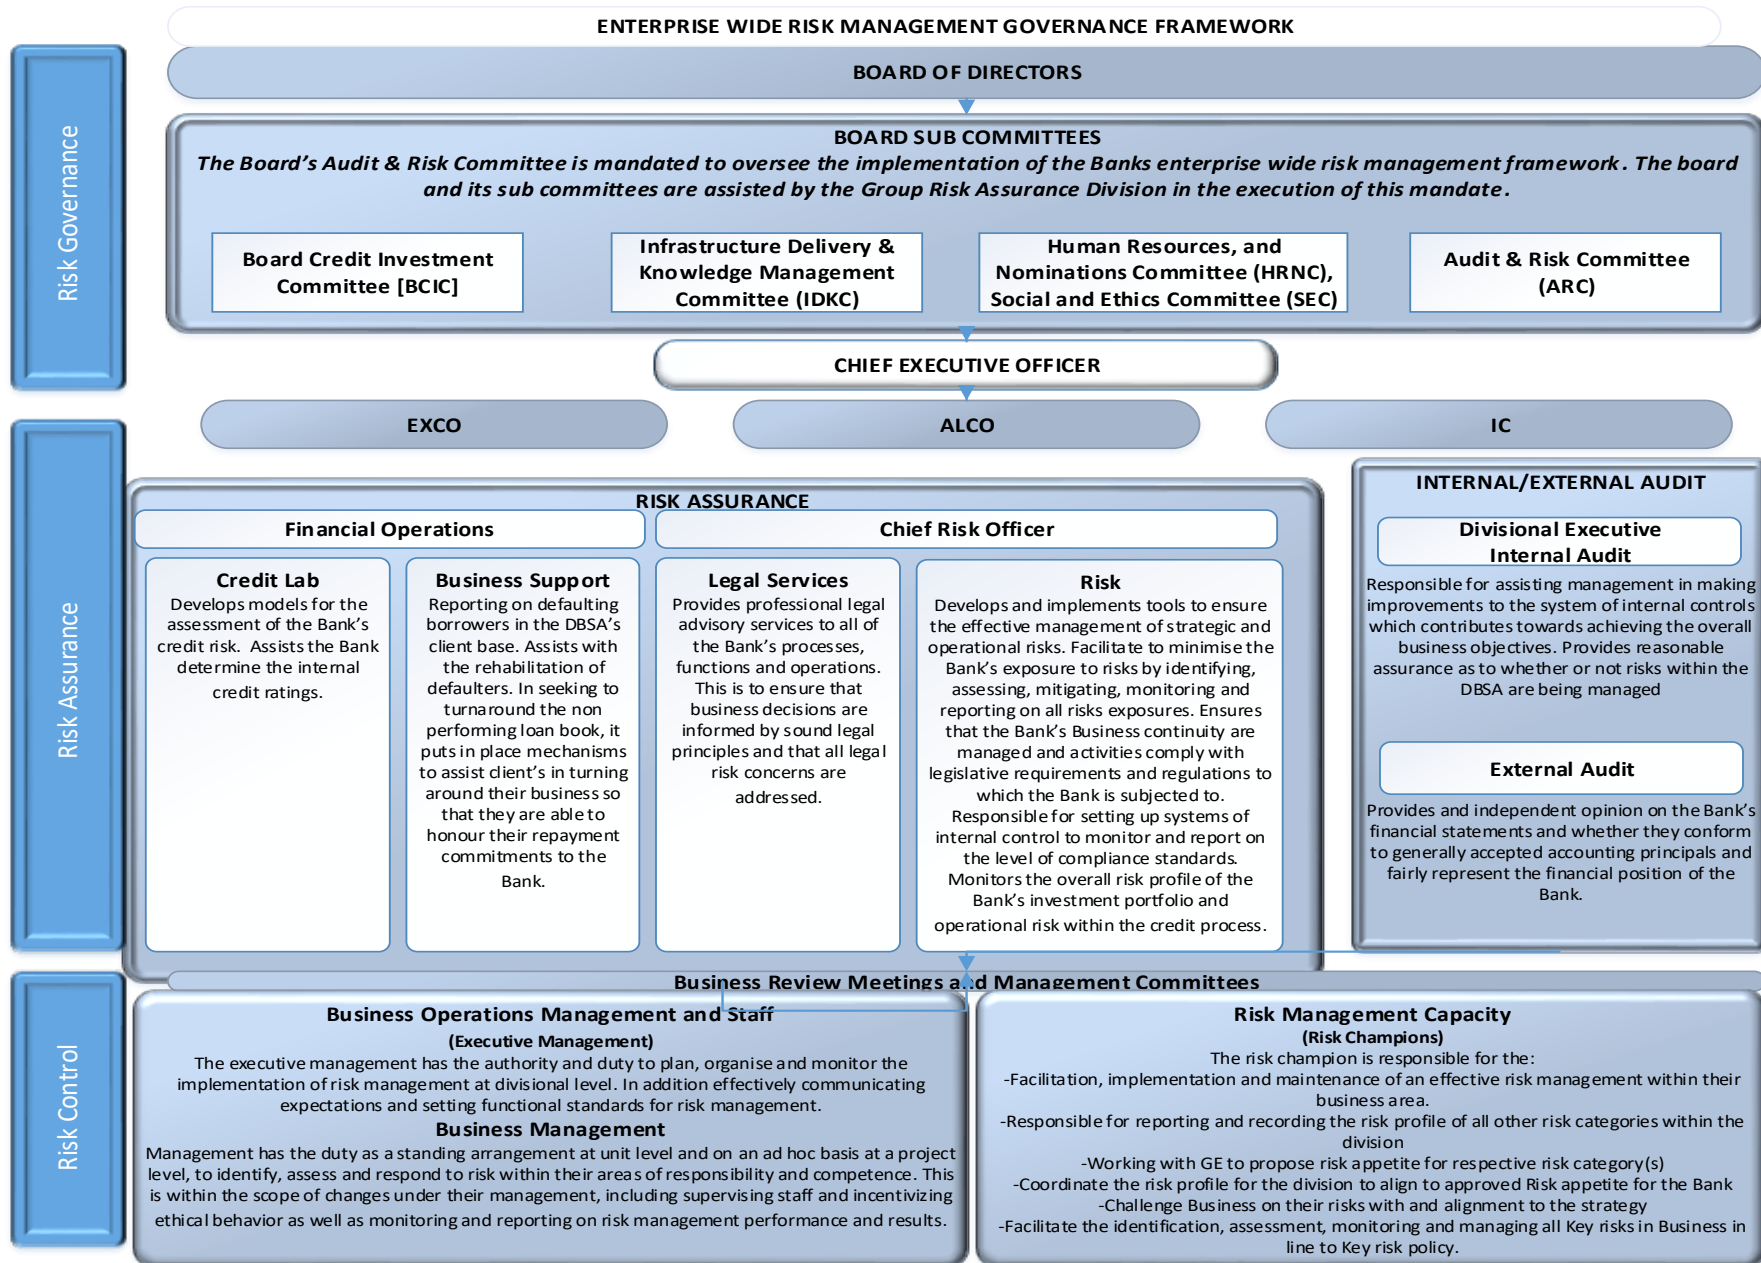 ENTERPRISE WIDE RISK MANAGEMENT GOVERNANCE FRAMEWORK
Risk Governance
BOARD OF DIRECTORS
BOARD SUB COMMITTEES
The Board's Audit & Risk Committee is mandated to oversee the implementation of the Banks enterprise wide risk management framework. The board
and its sub committees are assisted by the Group Risk Assurance Division in the execution of this mandate.
Board Credit Investment
Committee [BCIC]
Infrastructure Delivery &
Knowledge Management
Committee (IDKC)
Human Resources, and
Nominations Committee (HRNC),
Social and Ethics Committee (SEC)
Audit & Risk Committee
(ARC)
CHIEF EXECUTIVE OFFICER
Risk Assurance
EXCO
ALCO
IC
RISK ASSURANCE
Financial Operations
Chief Risk Officer
Credit Lab
Develops models for the
assessment of the Bank's
credit risk. Assists the Bank
determine the internal
credit ratings.
Business Support
Reporting on defaulting
borrowers in the DBSA's
client base. Assists with
the rehabilitation of
defaulters. In seeking to
turnaround the non
performing loan book, it
puts in place mechanisms
to assist client's in turning
around their business so
that they are able to
honour their repayment
commitments to the
Bank.
Legal Services
Provides professional legal
advisory services to all of
the Bank's processes,
functions and operations.
This is to ensure that
business decisions are
informed by sound legal
principles and that all legal
risk concerns are
addressed.
Risk
Develops and implements tools to ensure
the effective management of strategic and
operational risks. Facilitate to minimise the
Bank's exposure to risks by identifying,
assessing, mitigating, monitoring and
reporting on all risks exposures. Ensures
that the Bank's Business continuity are
managed and activities comply with
legislative requirements and regulations to
which the Bank is subjected to.
Responsible for setting up systems of
internal control to monitor and report on
the level of compliance standards.
Monitors the overall risk profile of the
Bank's investment portfolio and
operational risk within the credit process.
INTERNAL/EXTERNAL AUDIT
Divisional Executive
Internal Audit
Responsible for assisting management in making
improvements to the system of internal controls
which contributes towards achieving the overall
business objectives. Provides reasonable
assurance as to whether or not risks within the
DBSA are being managed
External Audit
Provides and independent opinion on the Bank's
financial statements and whether they conform
to generally accepted accounting principals and
fairly represent the financial position of the
Bank.
Risk Control
Business Review Meetings and Management Committees
Business Operations Management and Staff
(Executive Management)
The executive management has the authority and duty to plan, organise and monitor the
implementation of risk management at divisional level. In addition effectively communicating
expectations and setting functional standards for risk management.
Business Management
Management has the duty as a standing arrangement at unit level and on an ad hoc basis at a project
level, to identify, assess and respond to risk within their areas of responsibility and competence. This
is within the scope of changes under their management, including supervising staff and incentivizing
ethical behavior as well as monitoring and reporting on risk management performance and results.
Risk Management Capacity
(Risk Champions)
The risk champion is responsible for the:
-Facilitation, implementation and maintenance of an effective risk management within their
business area.
-Responsible for reporting and recording the risk profile of all other risk categories within the
division
-Working with GE to propose risk appetite for respective risk category(s)
-Coordinate the risk profile for the division to align to approved Risk appetite for the Bank
-Challenge Business on their risks with and alignment to the strategy
-Facilitate the identification, assessment, monitoring and managing all Key risks in Business in
line to Key risk policy.